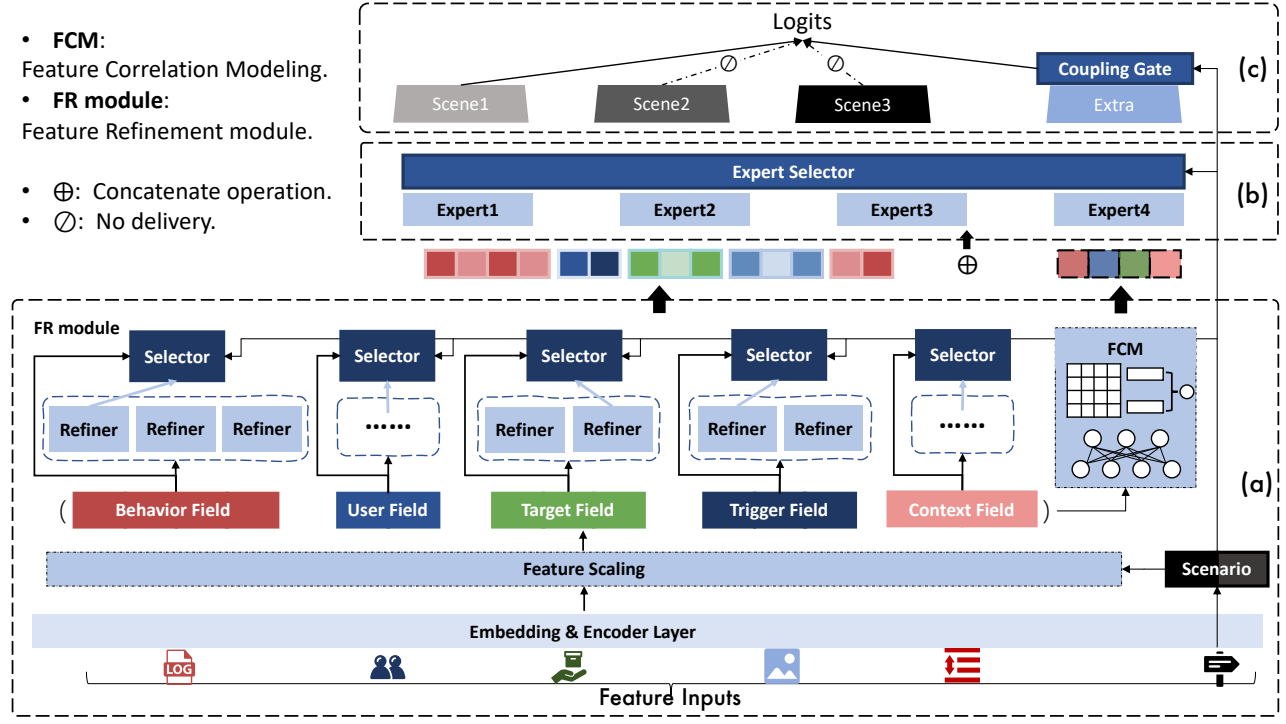 • FCM:
Feature Correlation Modeling.
• FR module:
Feature Refinement module.
• ⊕: Concatenate operation.
• ⊘: No delivery.
Logits
⊘ ⊘
Coupling Gate
(c)
Scene1 Scene2 Scene3 Extra
Expert Selector
(b)
Expert1 Expert2 Expert3 Expert4
⊕
FR module
Selector Selector Selector Selector Selector
FCM
Refiner Refiner Refiner ...... Refiner Refiner Refiner Refiner ......
(a)
( Behavior Field User Field Target Field Trigger Field Context Field )
Feature Scaling
Scenario
Embedding & Encoder Layer
LOG
Feature Inputs